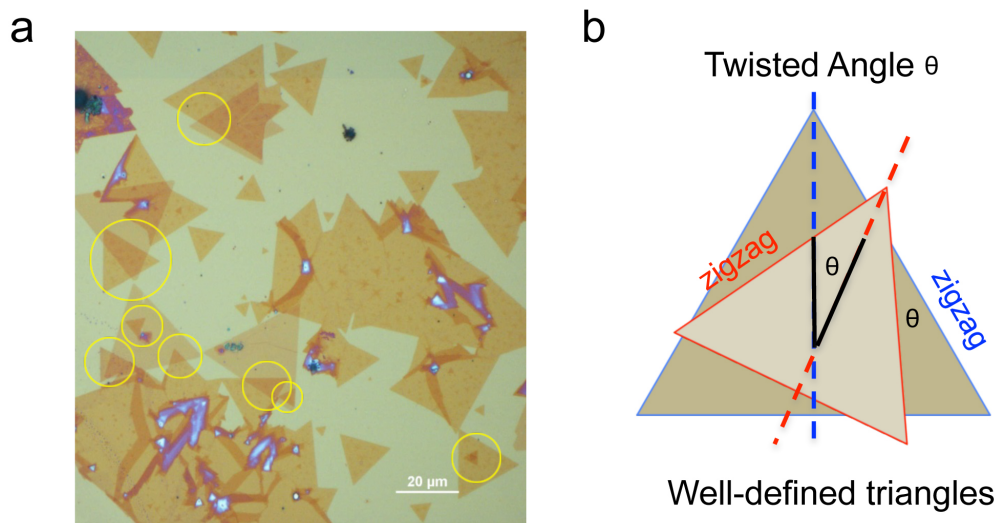 a
b
Twisted Angle θ
zigzag
θ
zigzag
θ
20 μm
Well-defined triangles